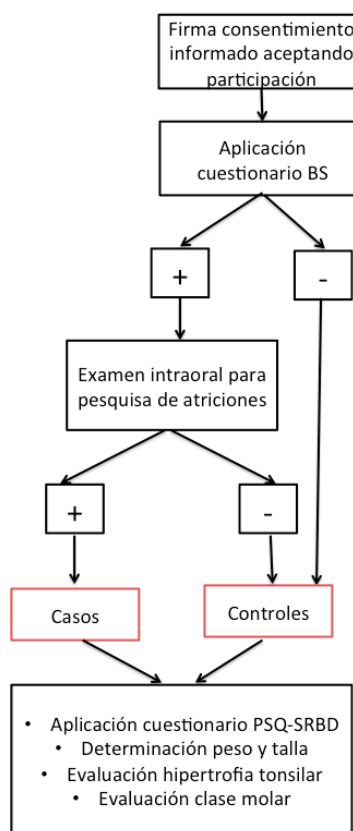 Firma consentimiento
informado aceptando
participación
Aplicación
cuestionario BS
+
-
Examen intraoral para
pesquisa de atriciones
+
-
Casos
Controles
• Aplicación cuestionario PSQ-SRBD
• Determinación peso y talla
• Evaluación hipertrofia tonsilar
• Evaluación clase molar